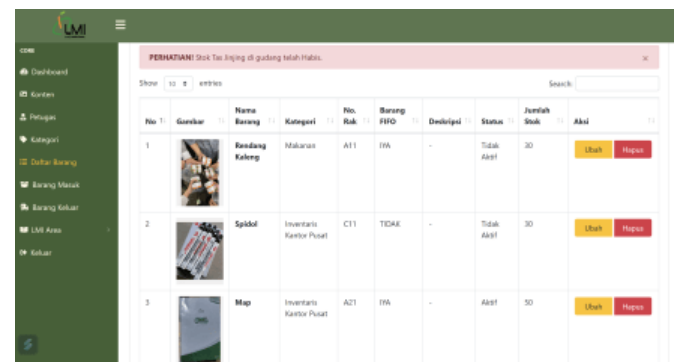 LMI
CORE
Dashboard
Konten
Petugas
Kategori
Daftar Barang
Barang Masuk
Barang Keluar
LMI Area
Keluar
PERHATIAN! Stok Tas Jinjing di gudang telah Habis.
Show 10 entries
Search:
No Gambar Nama Barang Kategori No. Rak Barang FIFO Deskripsi Status Jumlah Stok Aksi
1 Rendang Kaleng Makanan A11 IYA - Tidak Aktif 30 Ubah Hapus
2 Spidol Inventaris Kantor Pusat C11 TIDAK - Tidak Aktif 30 Ubah Hapus
3 Map Inventaris Kantor Pusat A21 IYA - Aktif 50 Ubah Hapus